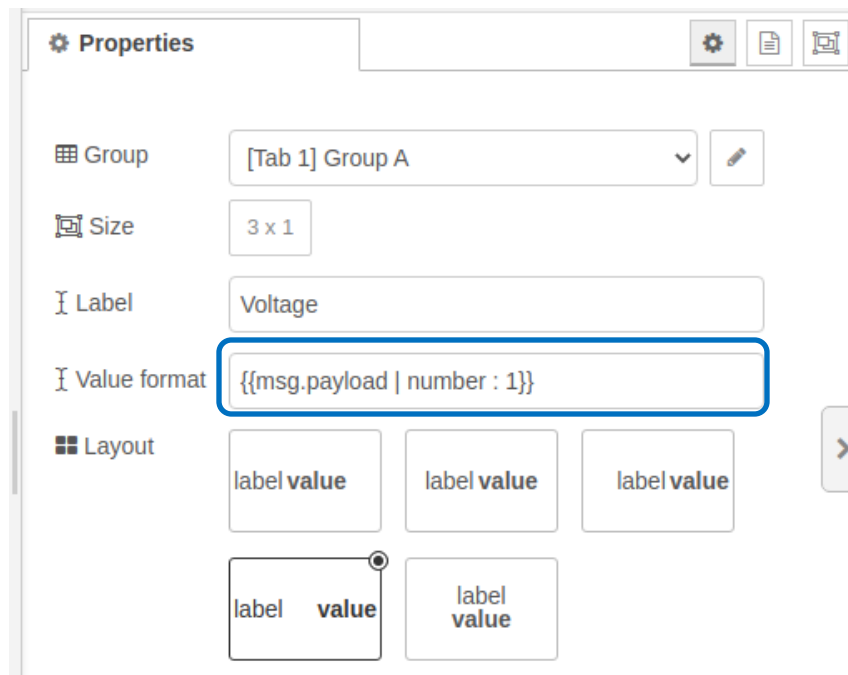 Properties
Group [Tab 1] Group A
Size 3 x 1
Label Voltage
Value format {{msg.payload | number : 1}}
Layout
label value label value label value
label value label
value